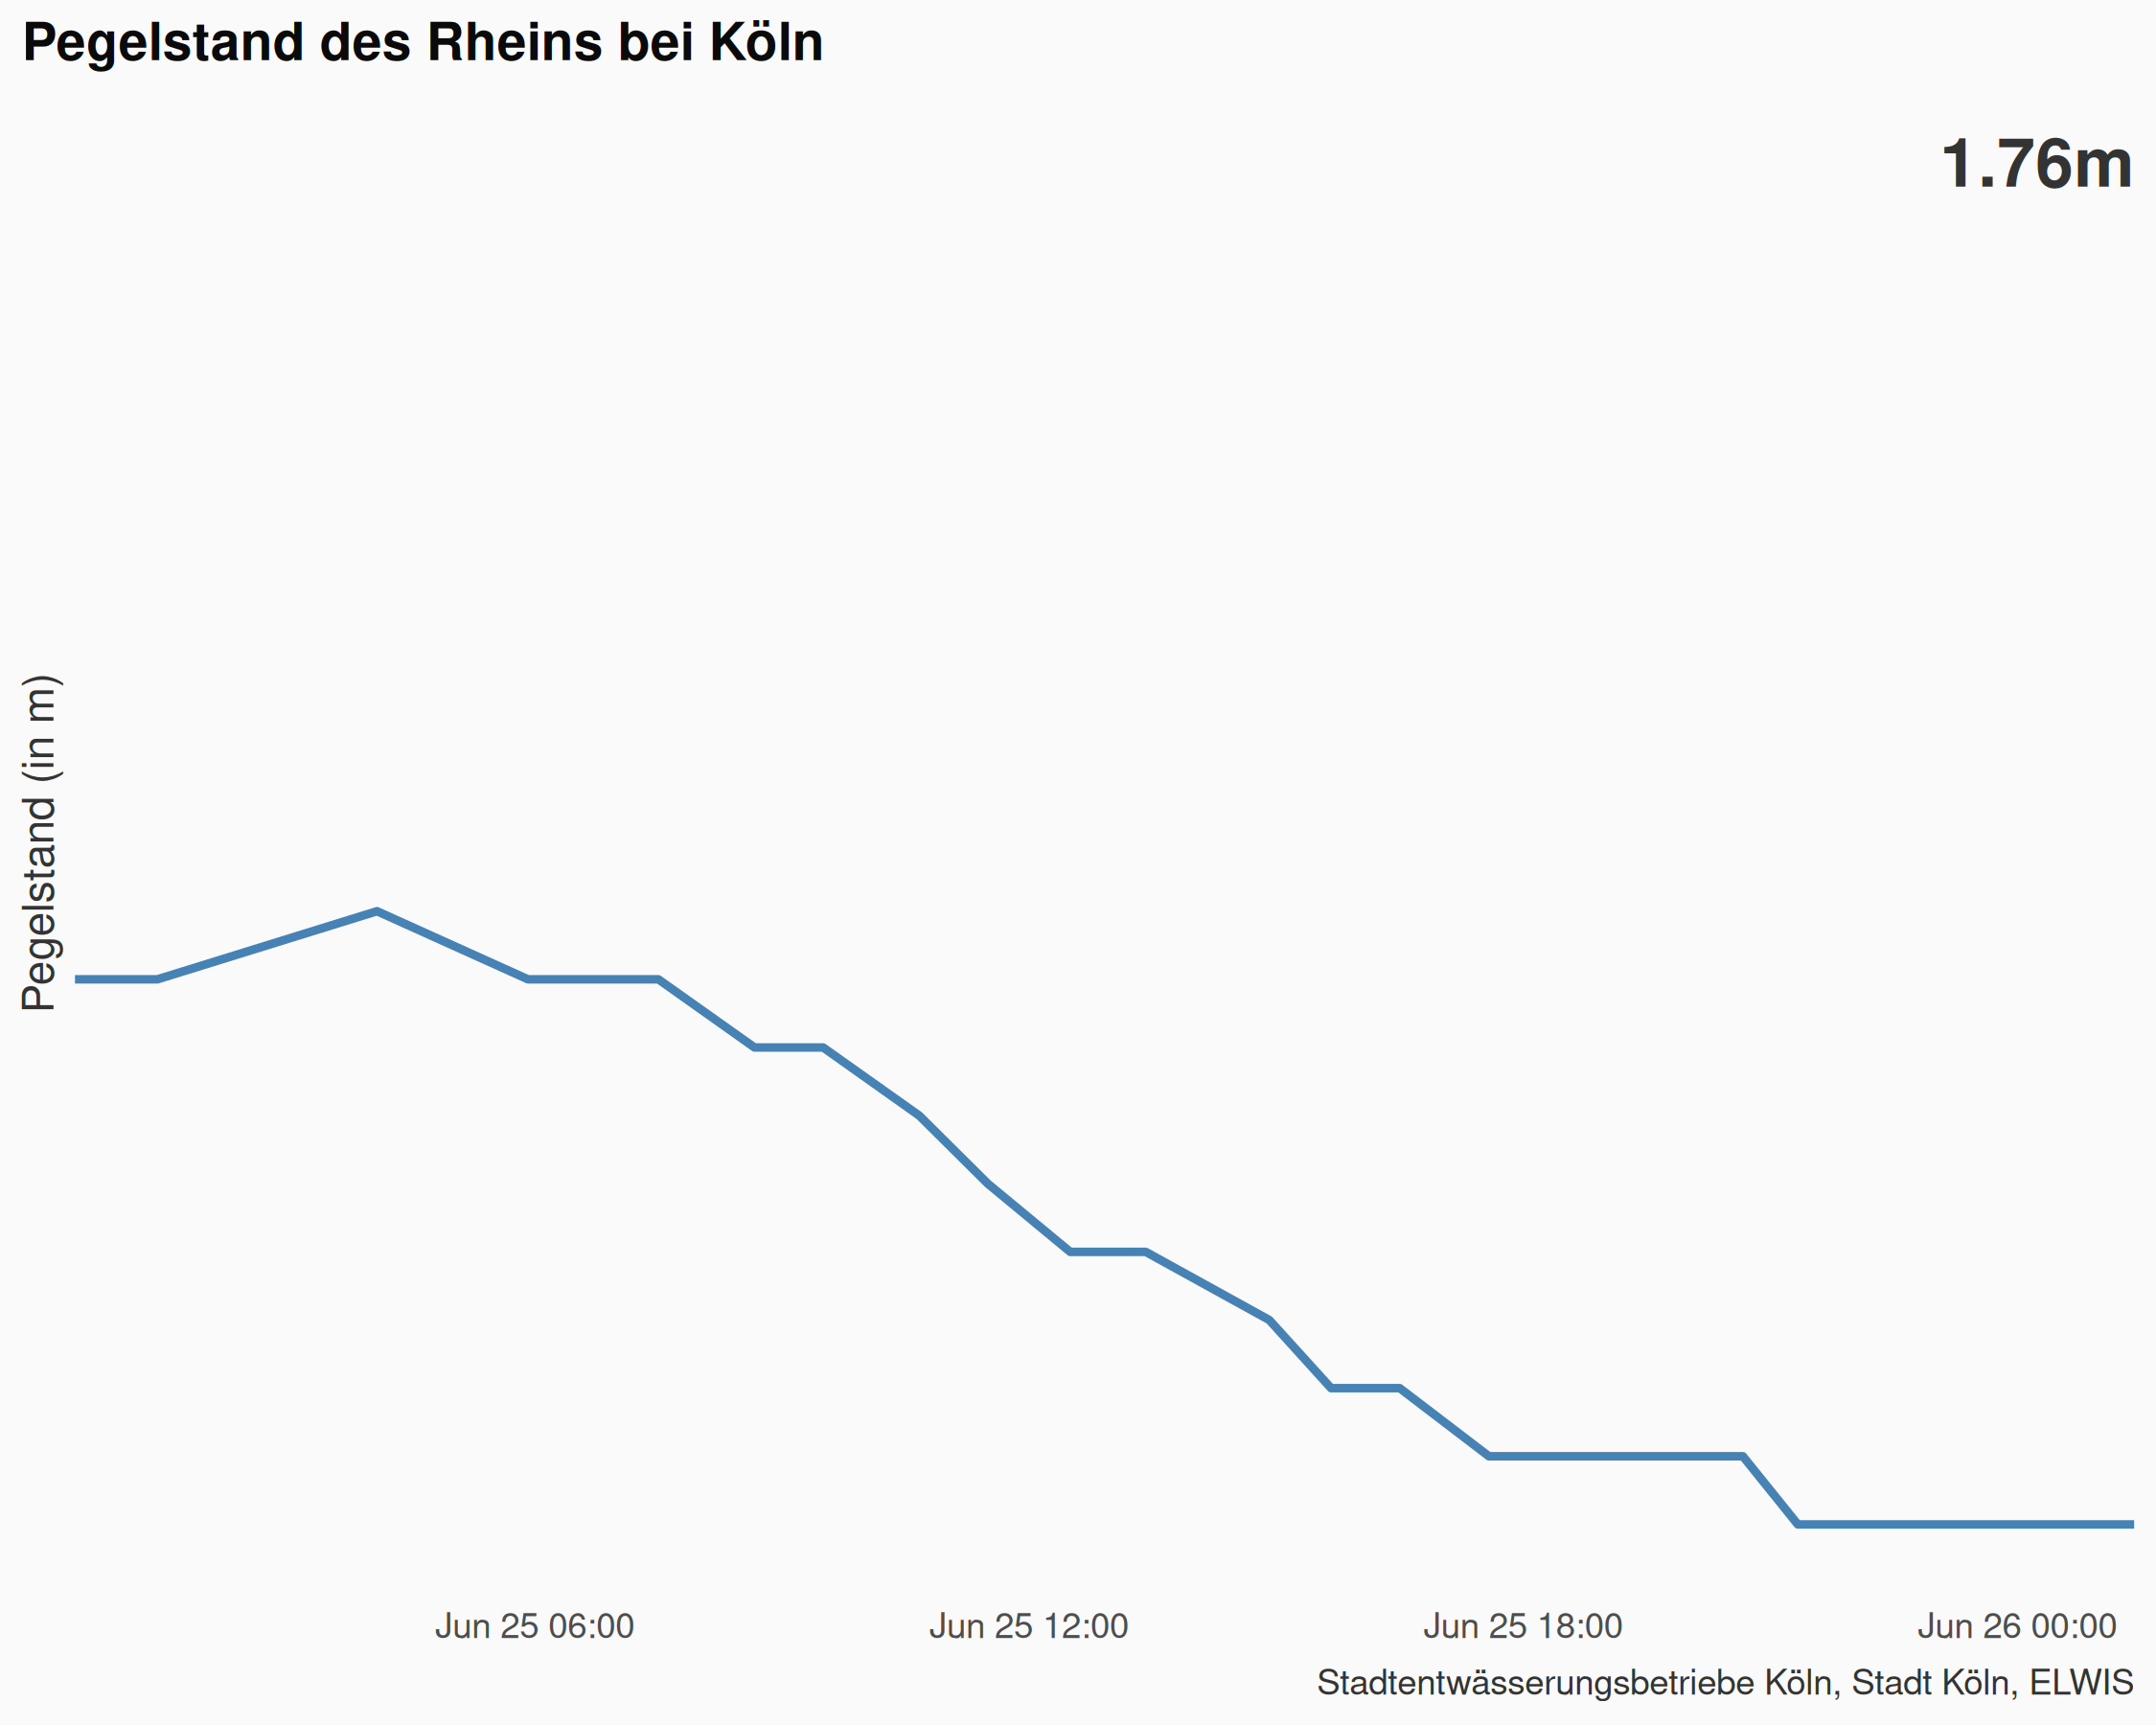 Pegelstand des Rheins bei Köln
1.76m
Pegelstand (in m)
Jun 25 06:00
Jun 25 12:00
Jun 25 18:00
Jun 26 00:00
Stadtentwässerungsbetriebe Köln, Stadt Köln, ELWIS